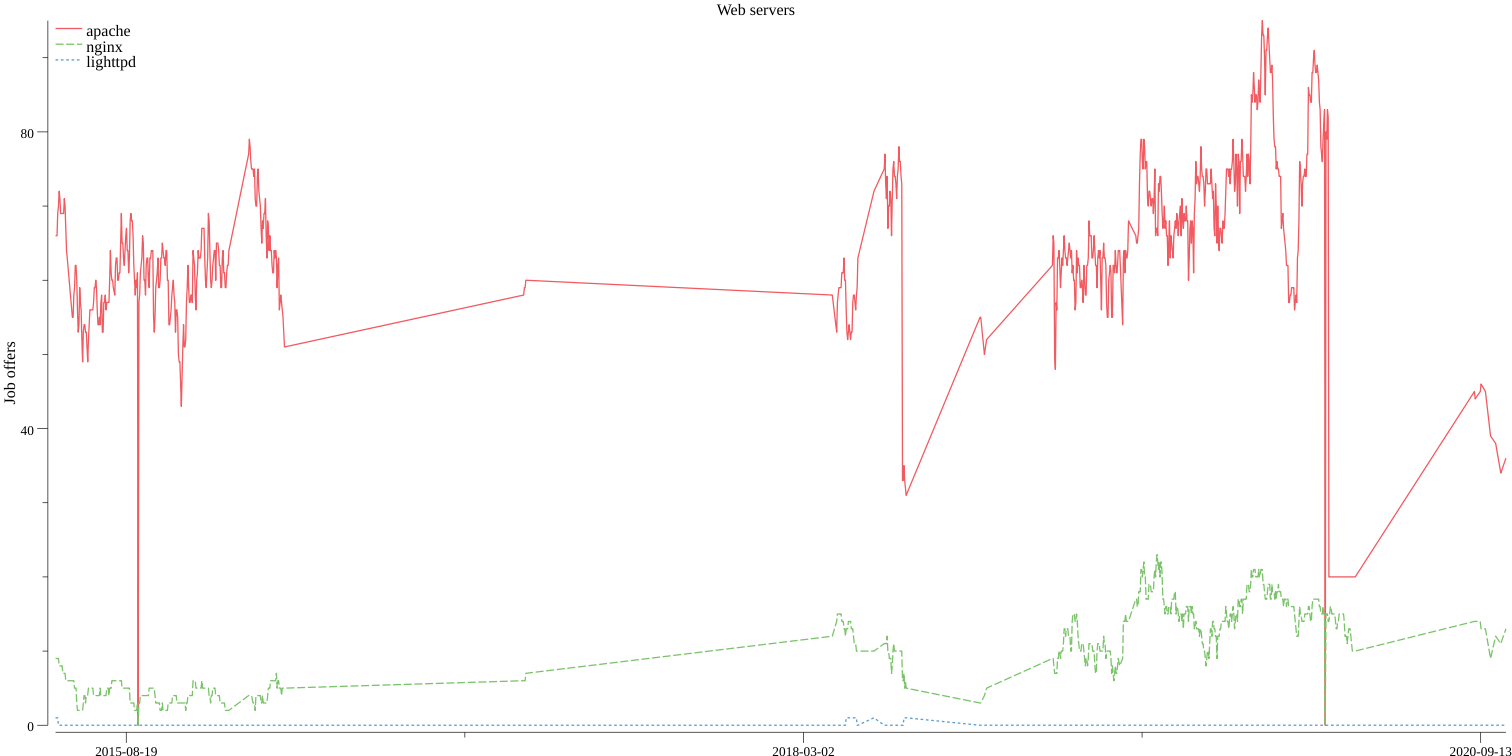 Web servers
apache
nginx
lighttpd
80
Job offers
40
0
2015-08-19
2018-03-02
2020-09-13